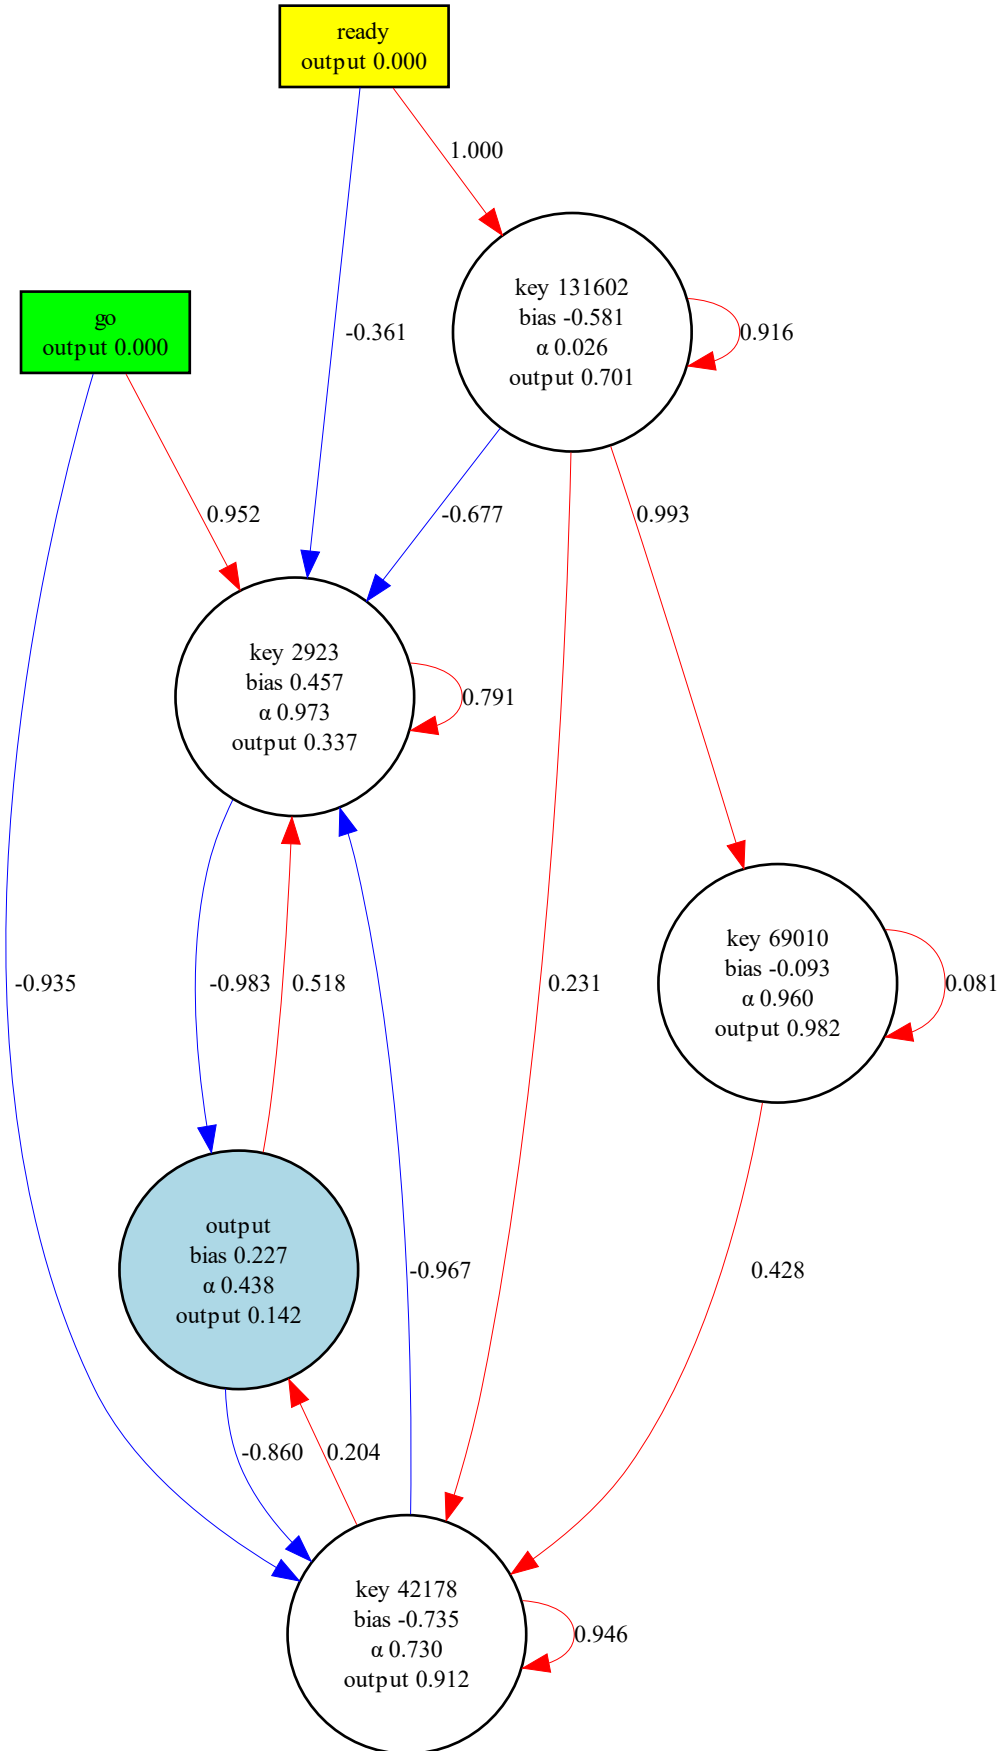 ready
output 0.000
1.000
key 131602
bias -0.581
α 0.026
output 0.701
0.916
go
output 0.000
-0.361
0.952
-0.677
0.993
key 2923
bias 0.457
α 0.973
output 0.337
0.791
key 69010
bias -0.093
α 0.960
output 0.982
0.081
-0.935
-0.983
0.518
0.231
output
bias 0.227
α 0.438
output 0.142
-0.967
0.428
-0.860
0.204
key 42178
bias -0.735
α 0.730
output 0.912
0.946